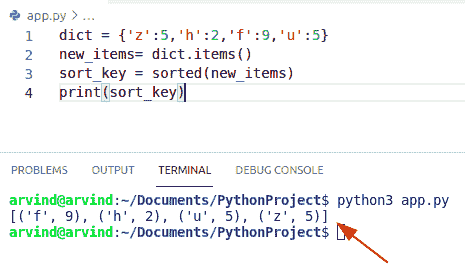 app.py > ...
1 dict = {'z':5,'h':2,'f':9,'u':5}
2 new_items= dict.items()
3 sort_key = sorted(new_items)
4 print(sort_key)
PROBLEMS OUTPUT TERMINAL DEBUG CONSOLE
arvind@arvind:~/Documents/PythonProject$ python3 app.py
[('f', 9), ('h', 2), ('u', 5), ('z', 5)]
arvind@arvind:~/Documents/PythonProject$